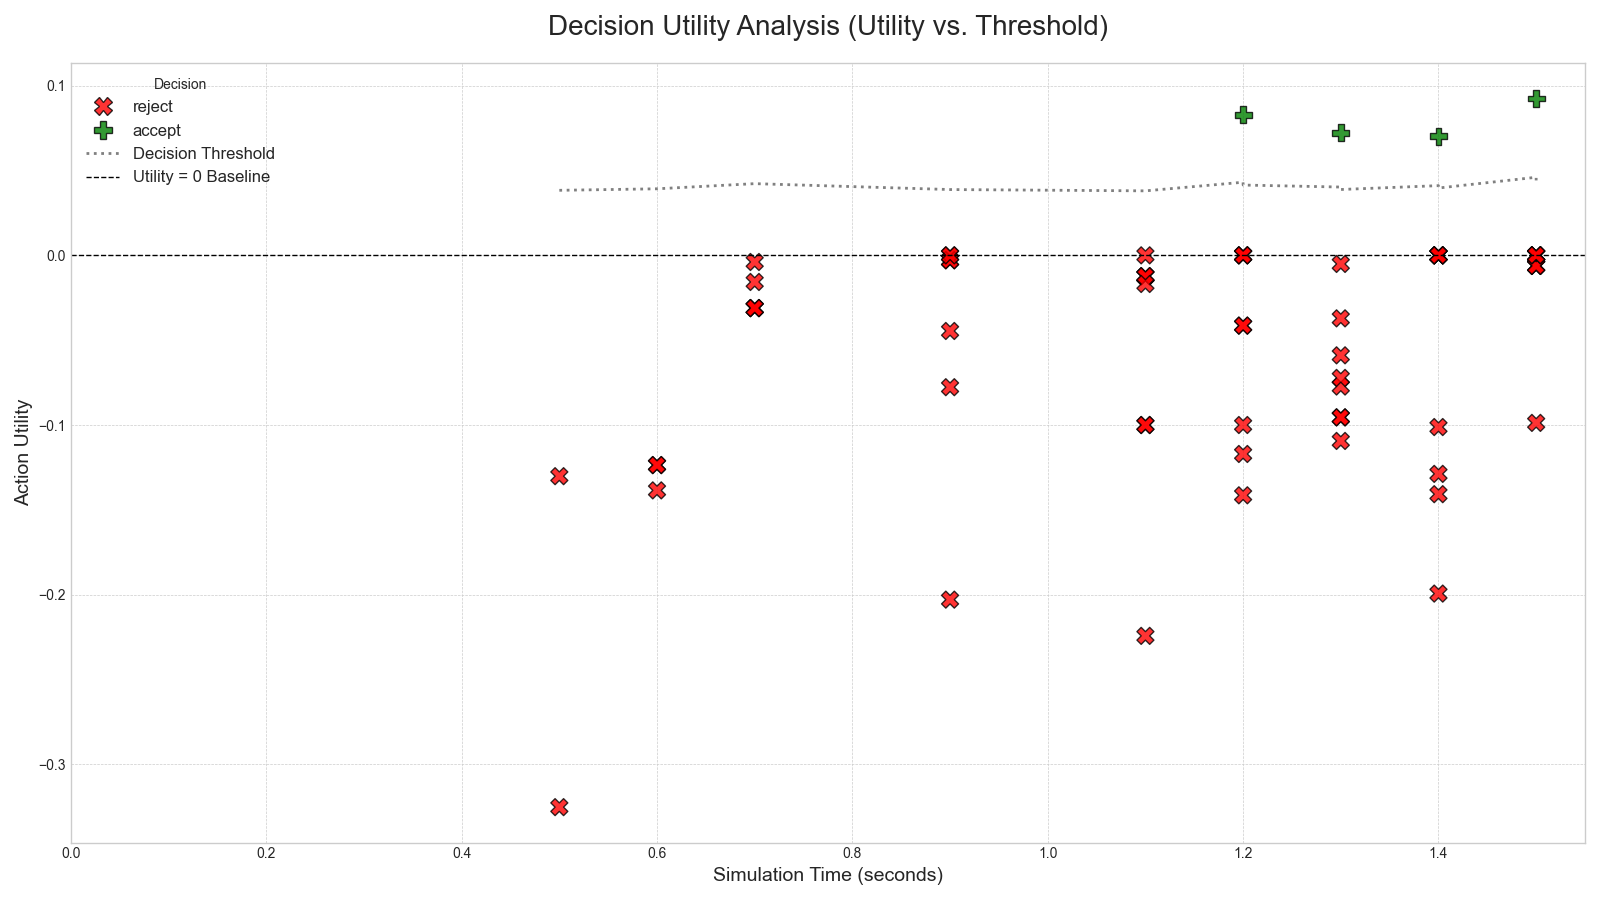 Decision Utility Analysis (Utility vs. Threshold)
Decision
reject
accept
Decision Threshold
Utility = 0 Baseline
Action Utility
0.1
0.0
−0.1
−0.2
−0.3
0.0 0.2 0.4 0.6 0.8 1.0 1.2 1.4
Simulation Time (seconds)